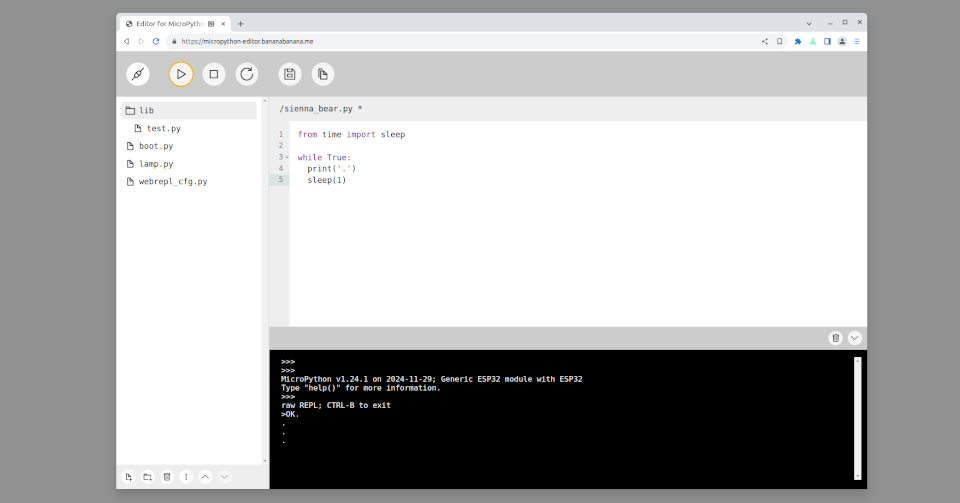 Editor for MicroPytho
https://micropython-editor.bananabanana.me
lib
test.py
boot.py
lamp.py
webrepl_cfg.py
/sienna_bear.py *
1 from time import sleep
2
3 while True:
4 print('.')
5 sleep(1)
>>>
>>>
MicroPython v1.24.1 on 2024-11-29; Generic ESP32 module with ESP32
Type "help()" for more information.
>>>
raw REPL; CTRL-B to exit
>OK.
.
.
.